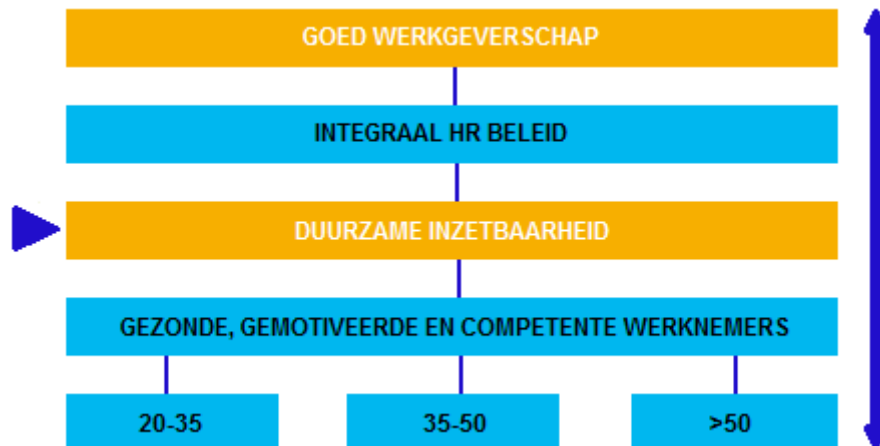 GOED WERKGEVERSCHAP
INTEGRAAL HR BELEID
DUURZAME INZETBAARHEID
GEZONDE, GEMOTIVEERDE EN COMPETENTE WERKNEMERS
20-35
35-50
>50